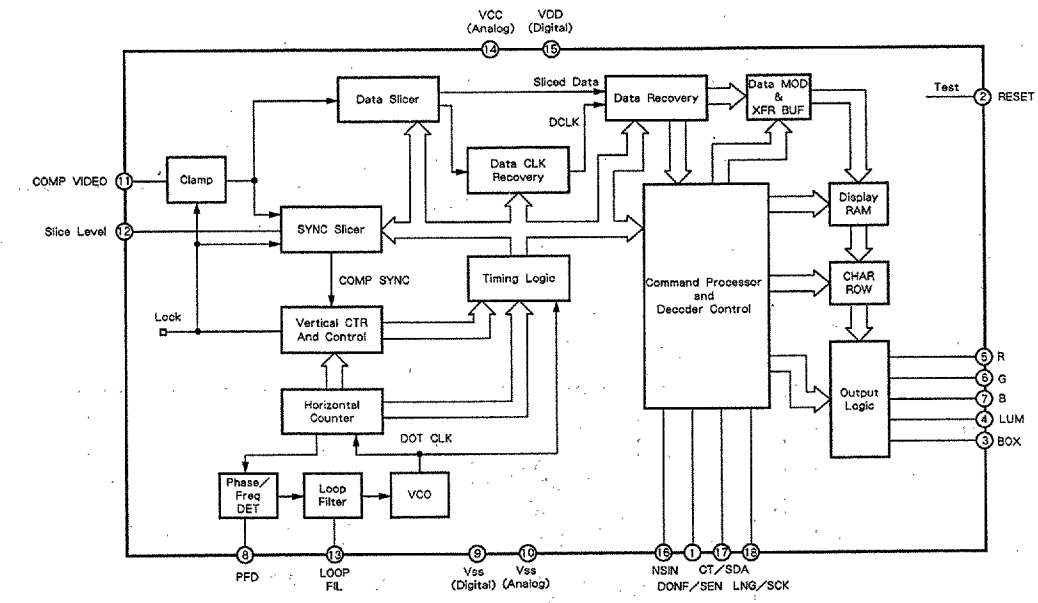 VCC
(Analog)
VDD
(Digital)
14
15
Data Slicer
Sliced Data
Data Recovery
Data MOD
&
XFR BUF
Test
2
RESET
DCLK
Data CLK
Recovery
COMP VIDEO
11
Clamp
Display
RAM
Slice Level
12
SYNC Slicer
COMP SYNC
Timing Logic
Command Processor
and
Decoder Control
CHAR
ROW
Lock
Vertical CTR
And Control
Horizontal
Counter
Output
Logic
5
R
6
G
7
B
4
LUM
3
BOX
DOT CLK
Phase/
Freq
DET
Loop
Filter
VCO
8
13
9
10
16
1
17
18
PFD
LOOP
FIL
Vss
(Digital)
Vss
(Analog)
NSIN
CT/SDA
DONF/SEN
LNG/SCK